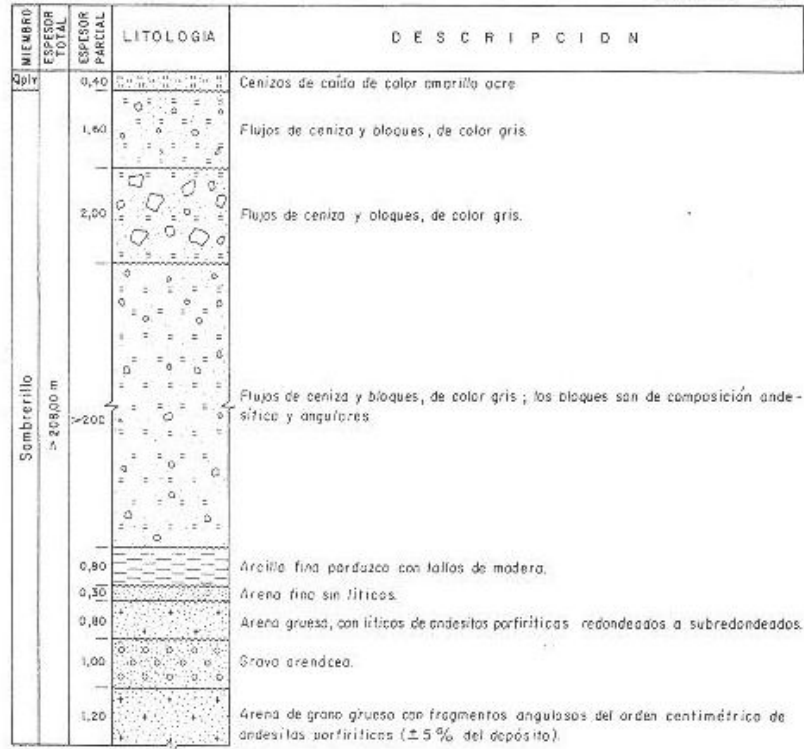 MIEMBRO
ESPESOR TOTAL
ESPESOR PARCIAL
LITOLOGIA
DESCRIPCION
Qplv
0,40
Cenizas de caída de color amarillo ocre
1,60
Flujos de ceniza y bloques, de color gris.
2,00
Flujos de ceniza y bloques, de color gris.
Sombrerillo
> 208,00 m
>200
Flujos de ceniza y bloques, de color gris ; los bloques son de composición ande-
sítica y angulares
0,90
Arcilla fina parduzca con tallos de madera.
0,30
Arena fina sin líticos.
0,80
Arena gruesa, con líticos de andesitas porfiríticas redondeados a subredondeados.
1,00
Grava arenácea.
1,20
Arena de grano grueso con fragmentos angulosos del orden centimétrico de
andesitas porfiríticas (±5% del depósito).